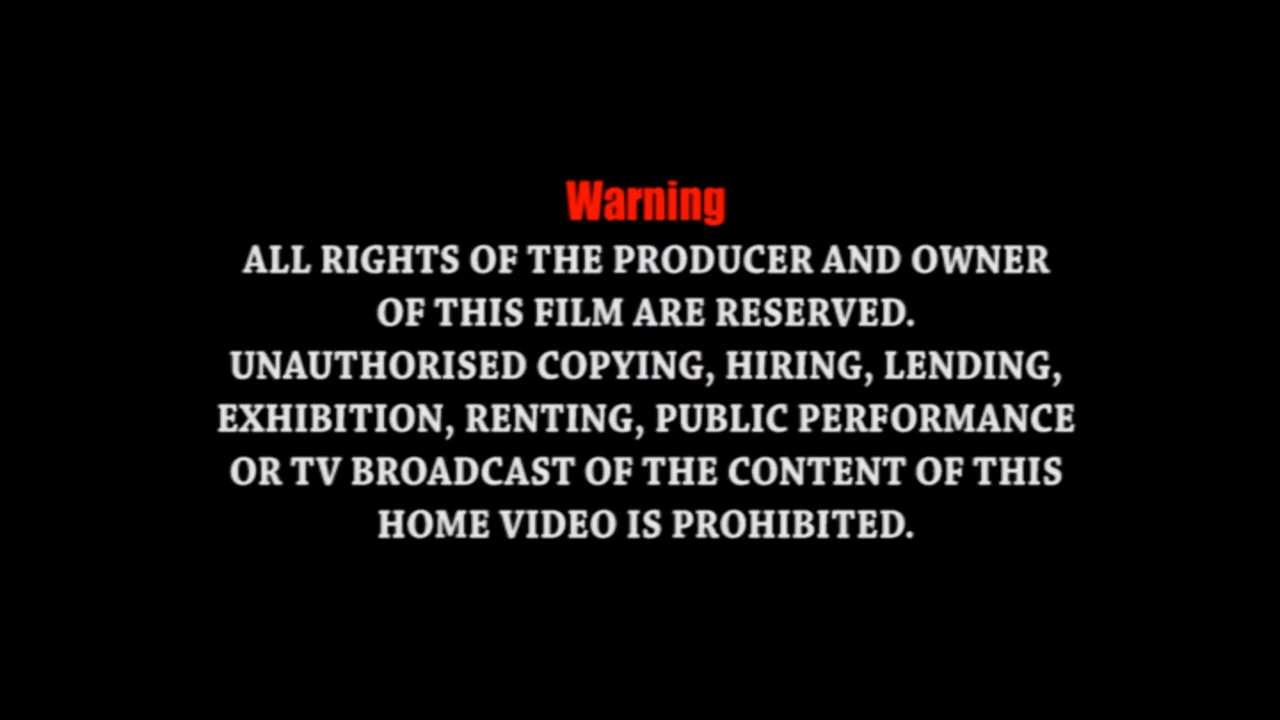 Warning
ALL RIGHTS OF THE PRODUCER AND OWNER
OF THIS FILM ARE RESERVED.
UNAUTHORISED COPYING, HIRING, LENDING,
EXHIBITION, RENTING, PUBLIC PERFORMANCE
OR TV BROADCAST OF THE CONTENT OF THIS
HOME VIDEO IS PROHIBITED.